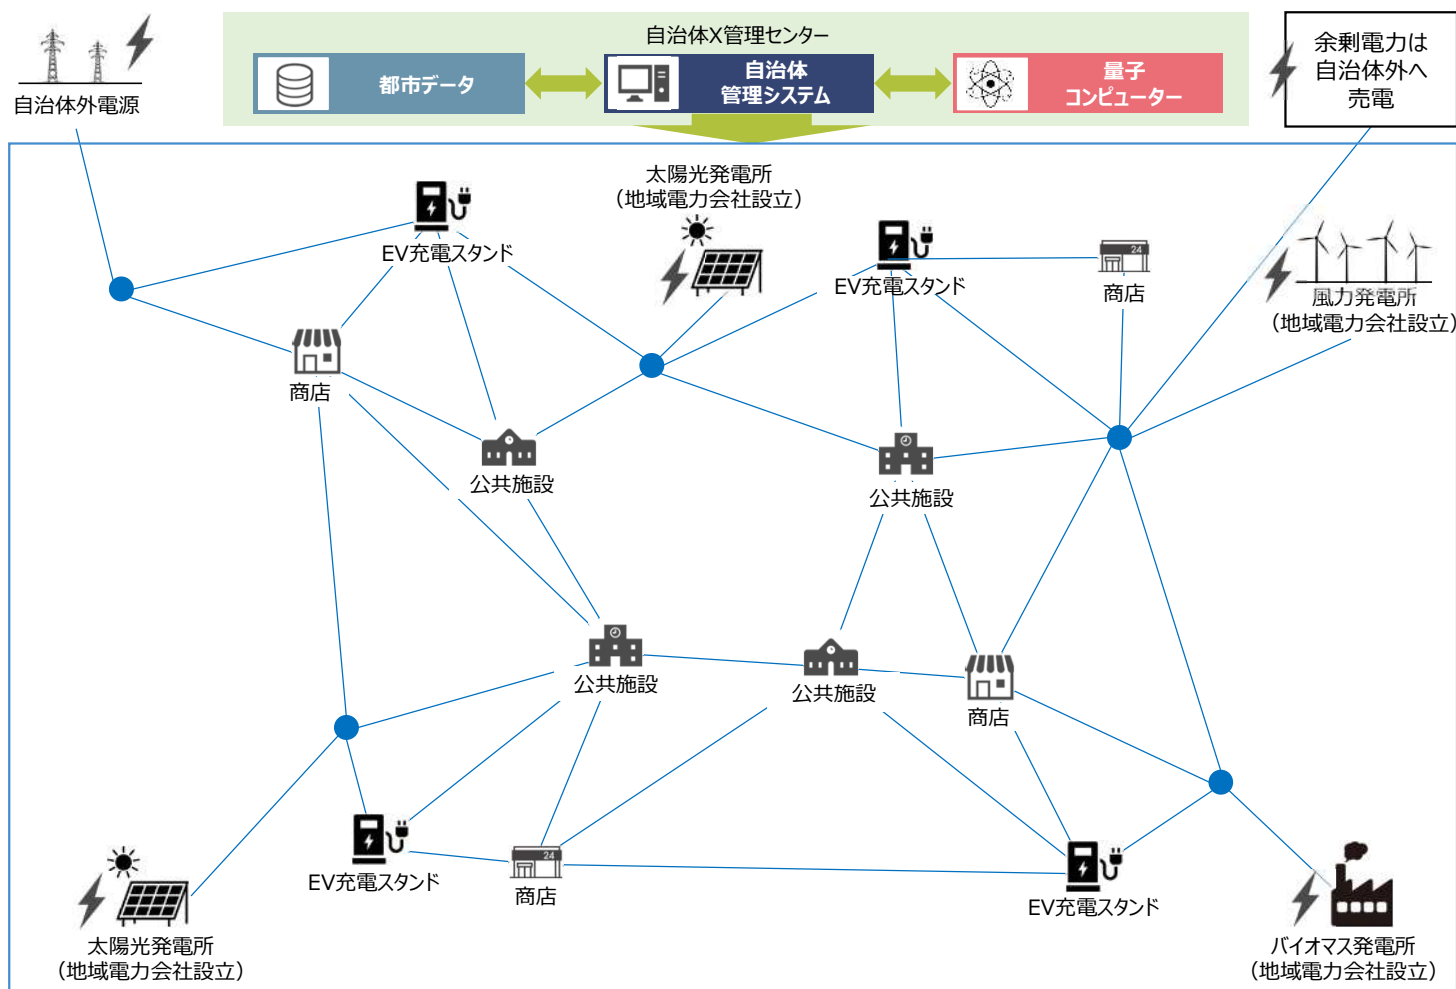 自治体X管理センター
都市データ
自治体
管理システム
量子
コンピューター
自治体外電源
余剰電力は
自治体外へ
売電
太陽光発電所
（地域電力会社設立）
EV充電スタンド
EV充電スタンド
24
商店
風力発電所
（地域電力会社設立）
商店
公共施設
公共施設
公共施設
公共施設
商店
EV充電スタンド
24
商店
EV充電スタンド
太陽光発電所
（地域電力会社設立）
バイオマス発電所
（地域電力会社設立）